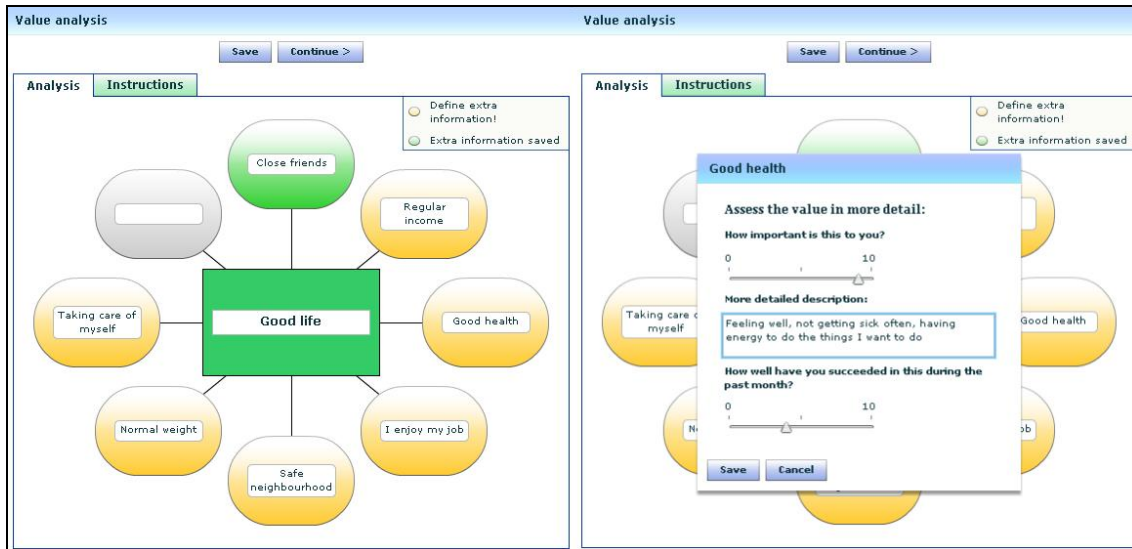 Value analysis
Save
Continue >
Analysis
Instructions
Define extra
information!
Extra information saved
Close friends
Regular
income
Taking care of
myself
Good life
Good health
Normal weight
I enjoy my job
Safe
neighbourhood
Value analysis
Save
Continue >
Analysis
Instructions
Define extra
information!
Extra information saved
Good health
Assess the value in more detail:
How important is this to you?
0 10
More detailed description:
Taking care
myself
Feeling well, not getting sick often, having
energy to do the things I want to do
Good health
How well have you succeeded in this during the
past month?
0 10
Save
Cancel